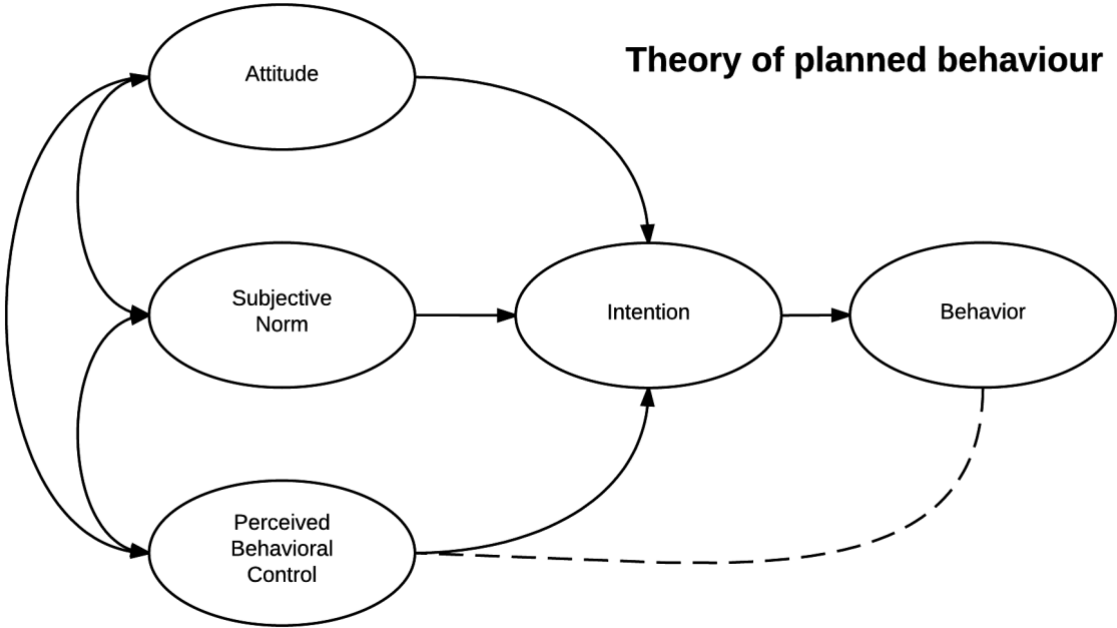 Theory of planned behaviour
Attitude
Subjective
Norm
Intention
Behavior
Perceived
Behavioral
Control